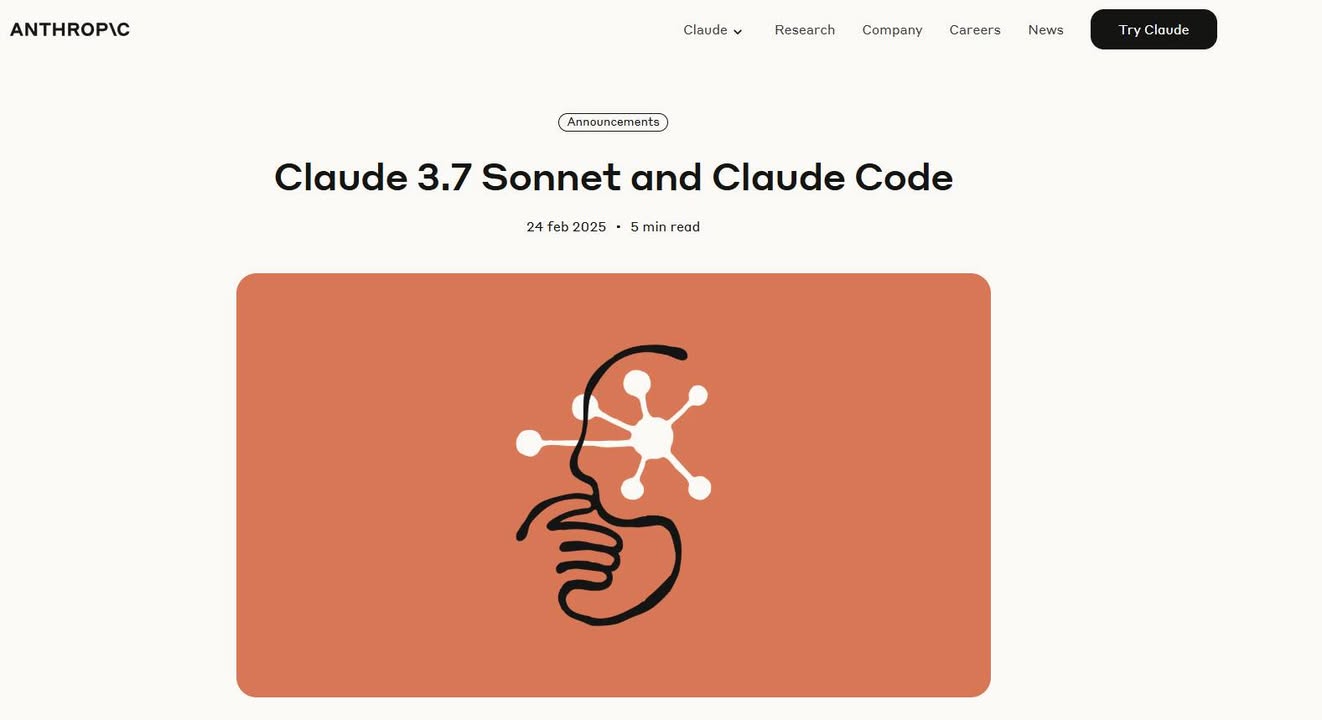 ANTHROP\C
Claude Research Company Careers News Try Claude
Announcements
Claude 3.7 Sonnet and Claude Code
24 feb 2025 • 5 min read